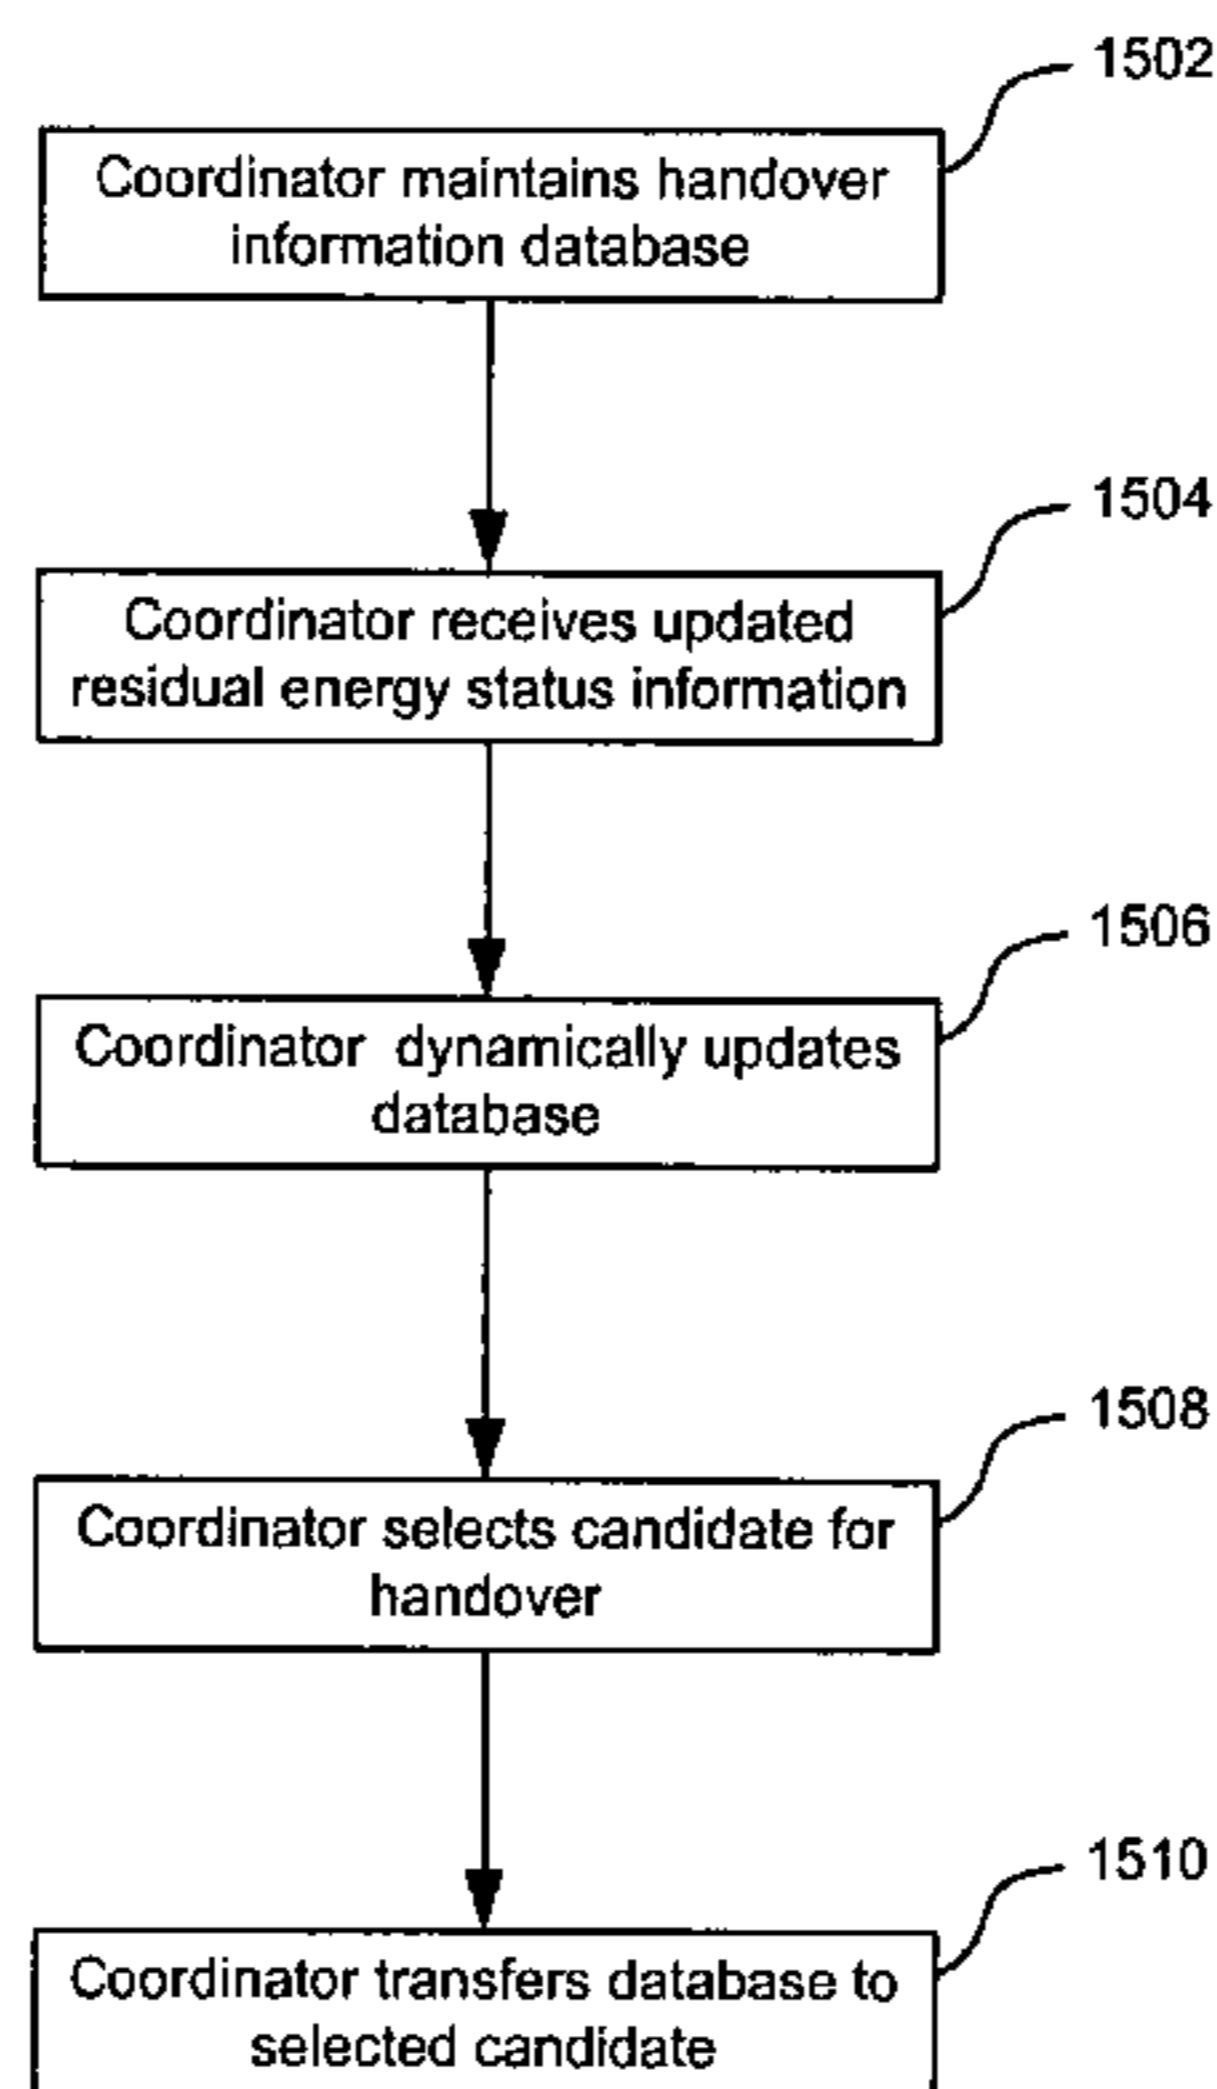 1502
Coordinator maintains handover
information database
1504
Coordinator receives updated
residual energy status information
1506
Coordinator dynamically updates
database
1508
Coordinator selects candidate for
handover
1510
Coordinator transfers database to
selected candidate